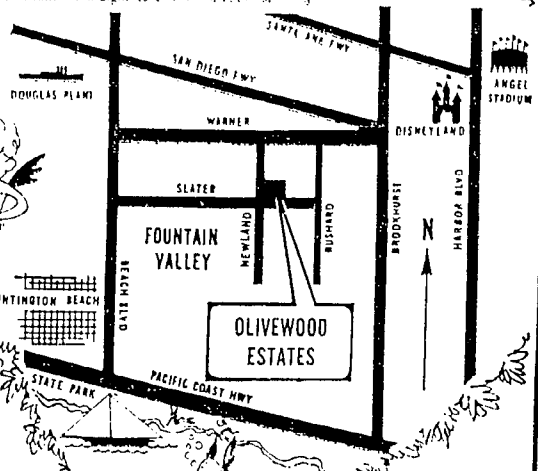 SANTA ANA FWY
SAN DIEGO FWY
DOUGLAS PLANT
ANGEL
STADIUM
WARNER
DISNEYLAND
SLATER
FOUNTAIN
VALLEY
NEWLAND
BUSHARD
BROOKHURST
HARBOR BLVD
N
BEACH BLVD
HUNTINGTON BEACH
OLIVEWOOD
ESTATES
STATE PARK
PACIFIC COAST HWY